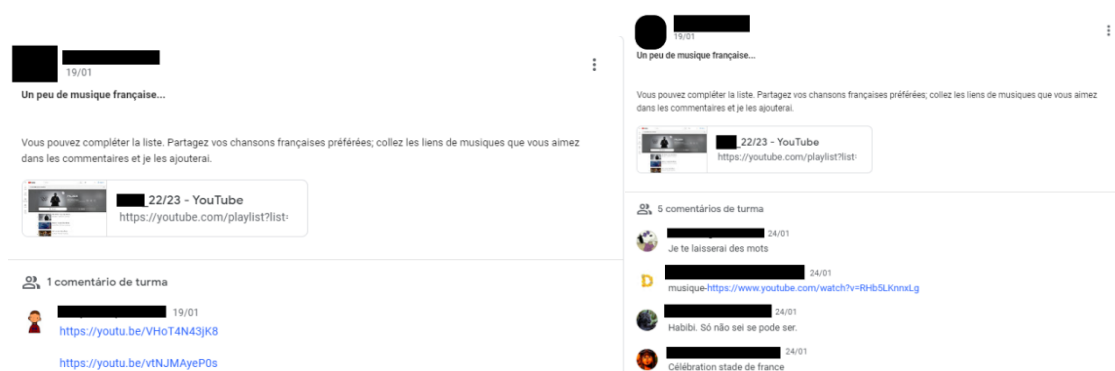 19/01
Un peu de musique française...
Vous pouvez compléter la liste. Partagez vos chansons françaises préférées; collez les liens de musiques que vous aimez
dans les commentaires et je les ajouterai.
_22/23 - YouTube
https://youtube.com/playlist?list=
1 comentário de turma
19/01
https://youtu.be/VHoT4N43jK8
https://youtu.be/vtNJMAyeP0s
19/01
Un peu de musique française...
Vous pouvez compléter la liste. Partagez vos chansons françaises préférées; collez les liens de musiques que vous aimez
dans les commentaires et je les ajouterai.
_22/23 - YouTube
https://youtube.com/playlist?list=
5 comentários de turma
24/01
Je te laisserai des mots
24/01
musique-https://www.youtube.com/watch?v=RHb5LKnnxLg
24/01
Habibi. Só não sei se pode ser.
24/01
Célébration stade de france